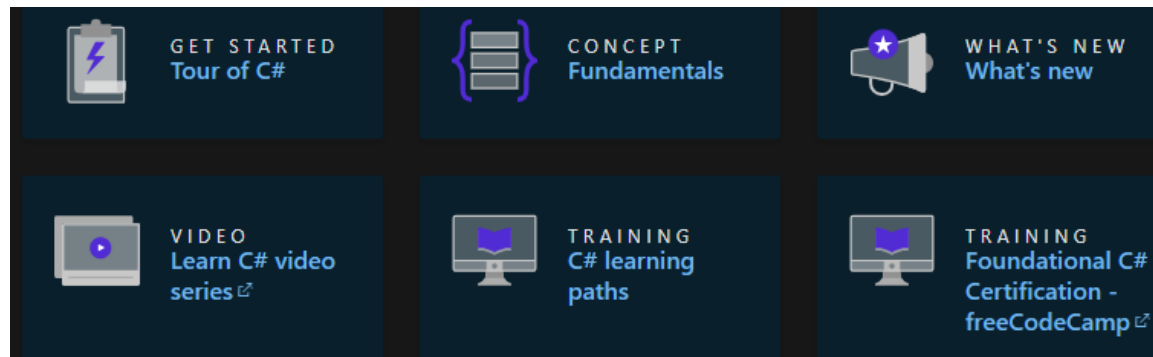 GET STARTED
Tour of C#
CONCEPT
Fundamentals
WHAT'S NEW
What's new
VIDEO
Learn C# video
series
TRAINING
C# learning
paths
TRAINING
Foundational C#
Certification -
freeCodeCamp